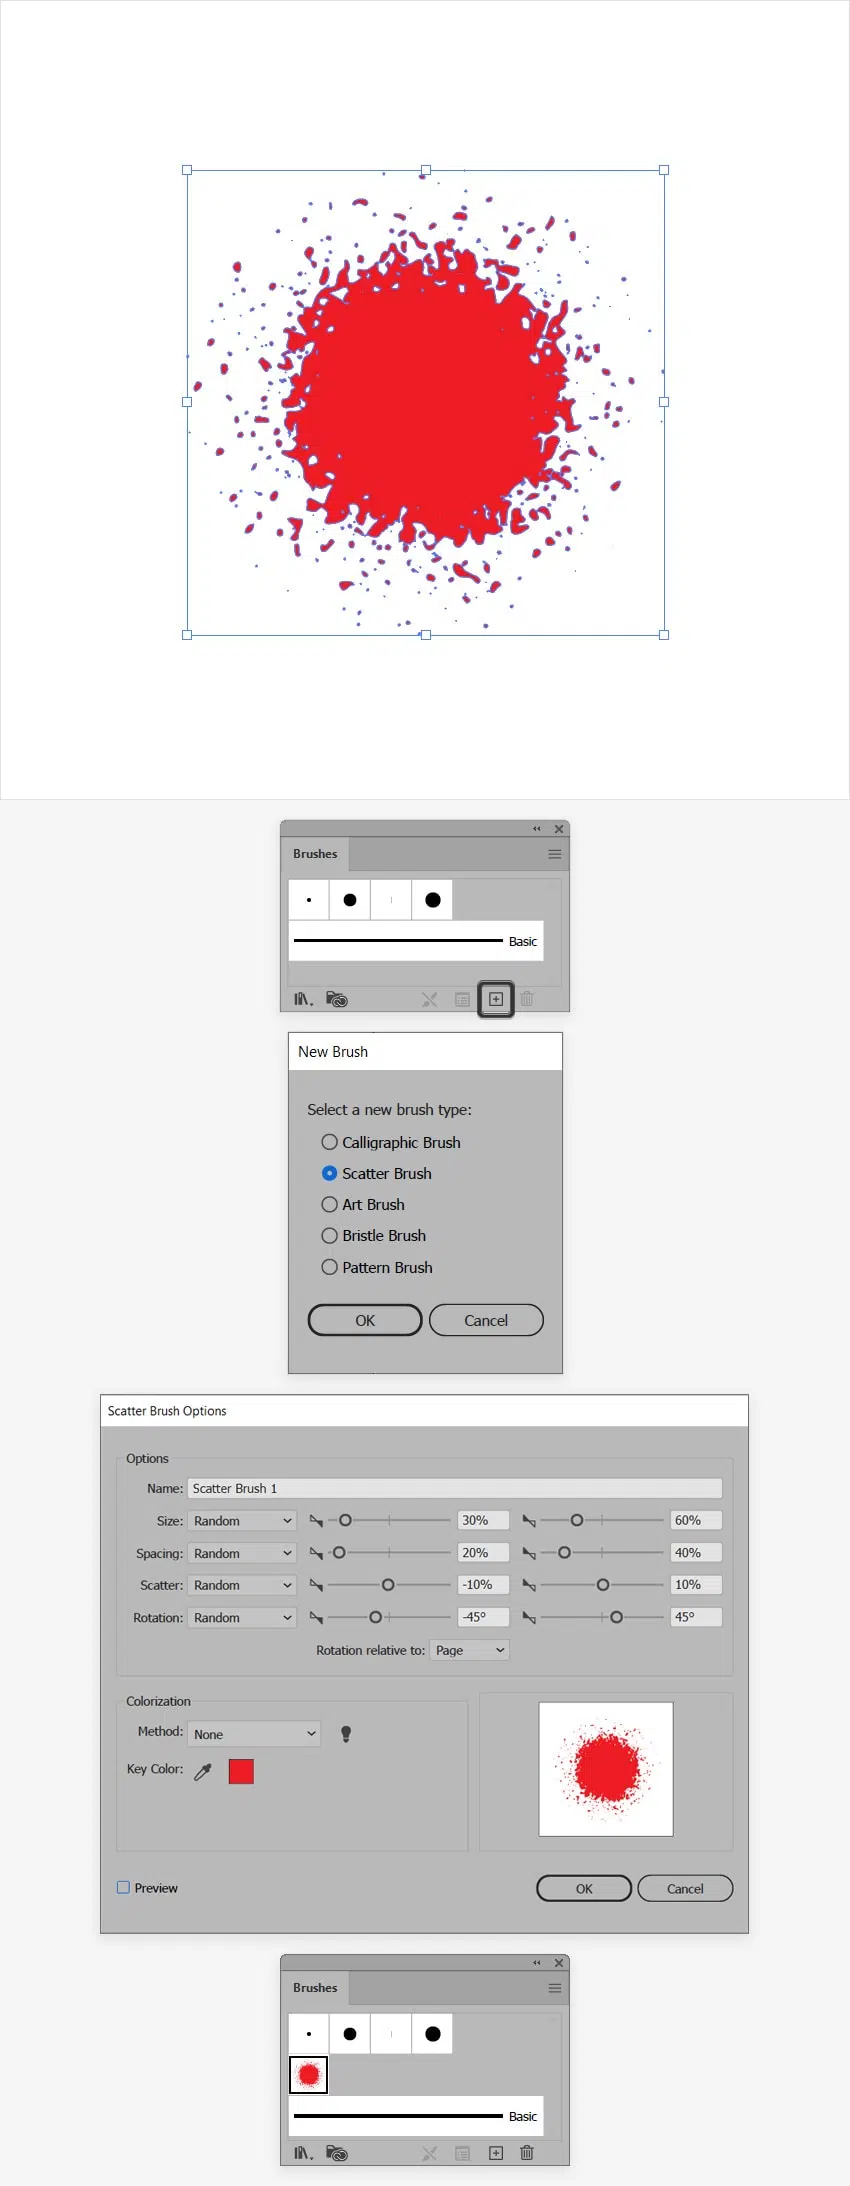 Brushes
Basic
New Brush
Select a new brush type:
Calligraphic Brush
Scatter Brush
Art Brush
Bristle Brush
Pattern Brush
OK Cancel
Scatter Brush Options
Options
Name: Scatter Brush 1
Size: Random 30% 60%
Spacing: Random 20% 40%
Scatter: Random -10% 10%
Rotation: Random -45° 45°
Rotation relative to: Page
Colorization
Method: None
Key Color:
Preview OK Cancel
Brushes
Basic